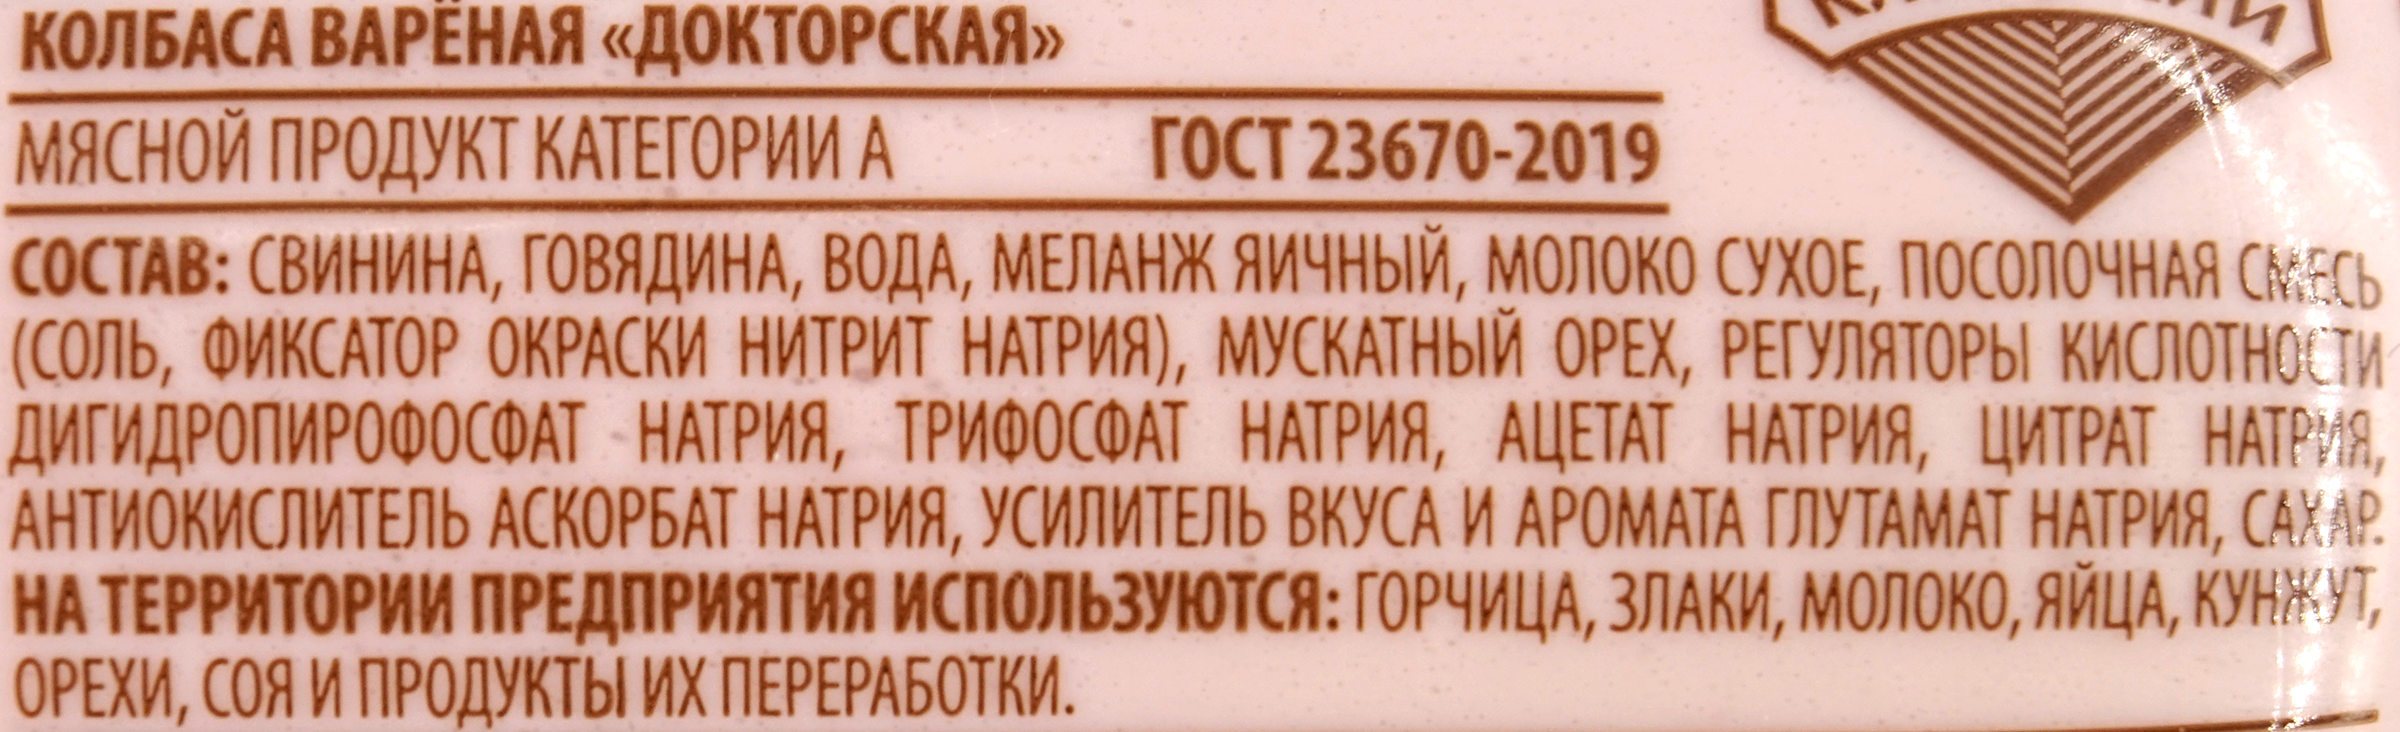 КОЛБАСА ВАРЁНАЯ «ДОКТОРСКАЯ»
МЯСНОЙ ПРОДУКТ КАТЕГОРИИ А
ГОСТ 23670-2019
СОСТАВ: СВИНИНА, ГОВЯДИНА, ВОДА, МЕЛАНЖ ЯИЧНЫЙ, МОЛОКО СУХОЕ, ПОСОЛОЧНАЯ СМЕСЬ
(СОЛЬ, ФИКСАТОР ОКРАСКИ НИТРИТ НАТРИЯ), МУСКАТНЫЙ ОРЕХ, РЕГУЛЯТОРЫ КИСЛОТНОСТИ
ДИГИДРОПИРОФОСФАТ НАТРИЯ, ТРИФОСФАТ НАТРИЯ, АЦЕТАТ НАТРИЯ, ЦИТРАТ НАТРИЯ,
АНТИОКИСЛИТЕЛЬ АСКОРБАТ НАТРИЯ, УСИЛИТЕЛЬ ВКУСА И АРОМАТА ГЛУТАМАТ НАТРИЯ, САХАР.
НА ТЕРРИТОРИИ ПРЕДПРИЯТИЯ ИСПОЛЬЗУЮТСЯ: ГОРЧИЦА, ЗЛАКИ, МОЛОКО, ЯЙЦА, КУНЖУТ,
ОРЕХИ, СОЯ И ПРОДУКТЫ ИХ ПЕРЕРАБОТКИ.